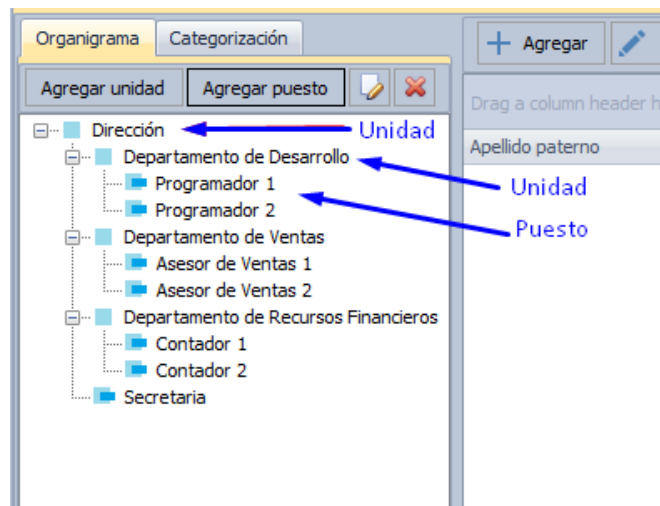 Organigrama Categorización
Agregar unidad Agregar puesto
Dirección
Departamento de Desarrollo
Programador 1
Programador 2
Departamento de Ventas
Asesor de Ventas 1
Asesor de Ventas 2
Departamento de Recursos Financieros
Contador 1
Contador 2
Secretaria
Unidad
Unidad
Puesto
Agregar
Drag a column header h
Apellido paterno